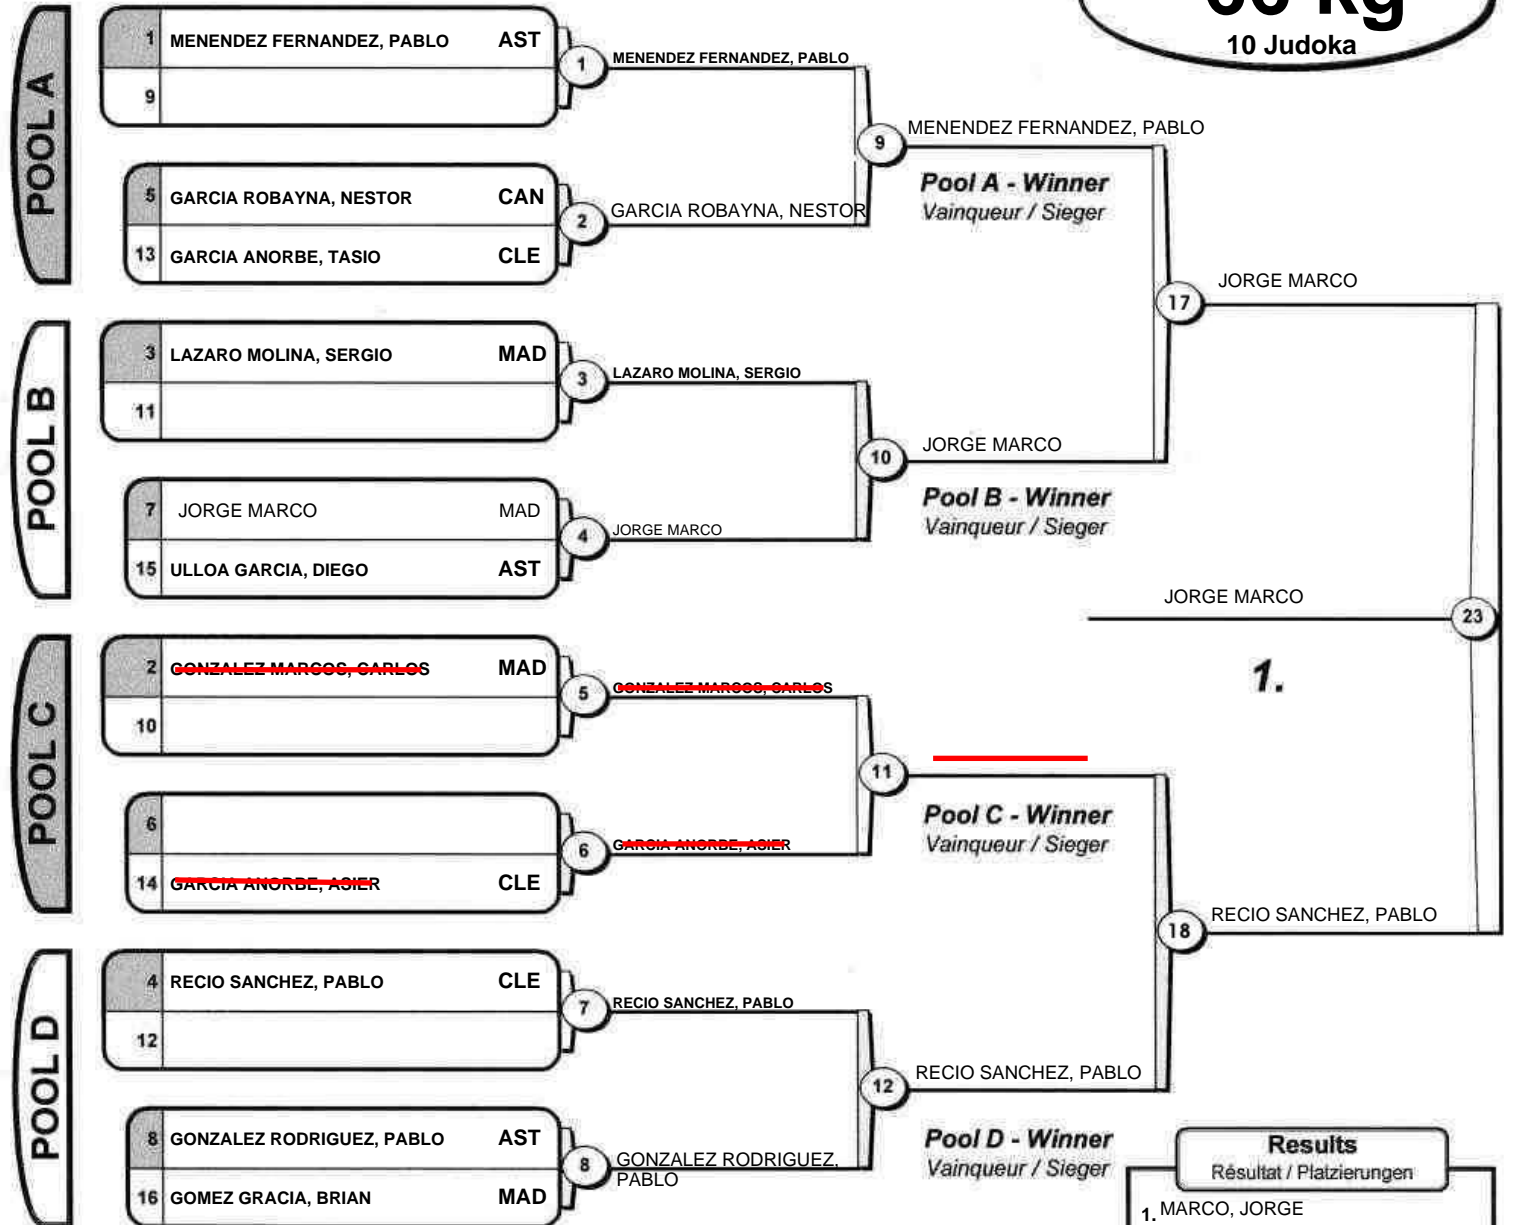 kg
10 Judoka
POOL A
1 MENENDEZ FERNANDEZ, PABLO AST
9
1 MENENDEZ FERNANDEZ, PABLO
5 GARCIA ROBAYNA, NESTOR CAN
13 GARCIA ANORBE, TASIO CLE
2 GARCIA ROBAYNA, NESTOR
9 MENENDEZ FERNANDEZ, PABLO
Pool A - Winner
Vainqueur / Sieger
POOL B
3 LAZARO MOLINA, SERGIO MAD
11
3 LAZARO MOLINA, SERGIO
7 JORGE MARCO MAD
15 ULLOA GARCIA, DIEGO AST
4 JORGE MARCO
10 JORGE MARCO
Pool B - Winner
Vainqueur / Sieger
17 JORGE MARCO
JORGE MARCO 23
1.
POOL C
2 GONZALEZ MARCOS, CARLOS MAD
10
5 GONZALEZ MARCOS, CARLOS
6
14 GARCIA ANORBE, ASIER CLE
6 GARCIA ANORBE, ASIER
11
Pool C - Winner
Vainqueur / Sieger
POOL D
4 RECIO SANCHEZ, PABLO CLE
12
7 RECIO SANCHEZ, PABLO
8 GONZALEZ RODRIGUEZ, PABLO AST
16 GOMEZ GRACIA, BRIAN MAD
8 GONZALEZ RODRIGUEZ,
PABLO
12 RECIO SANCHEZ, PABLO
Pool D - Winner
Vainqueur / Sieger
18 RECIO SANCHEZ, PABLO
Results
Résultat / Platzierungen
1. MARCO, JORGE